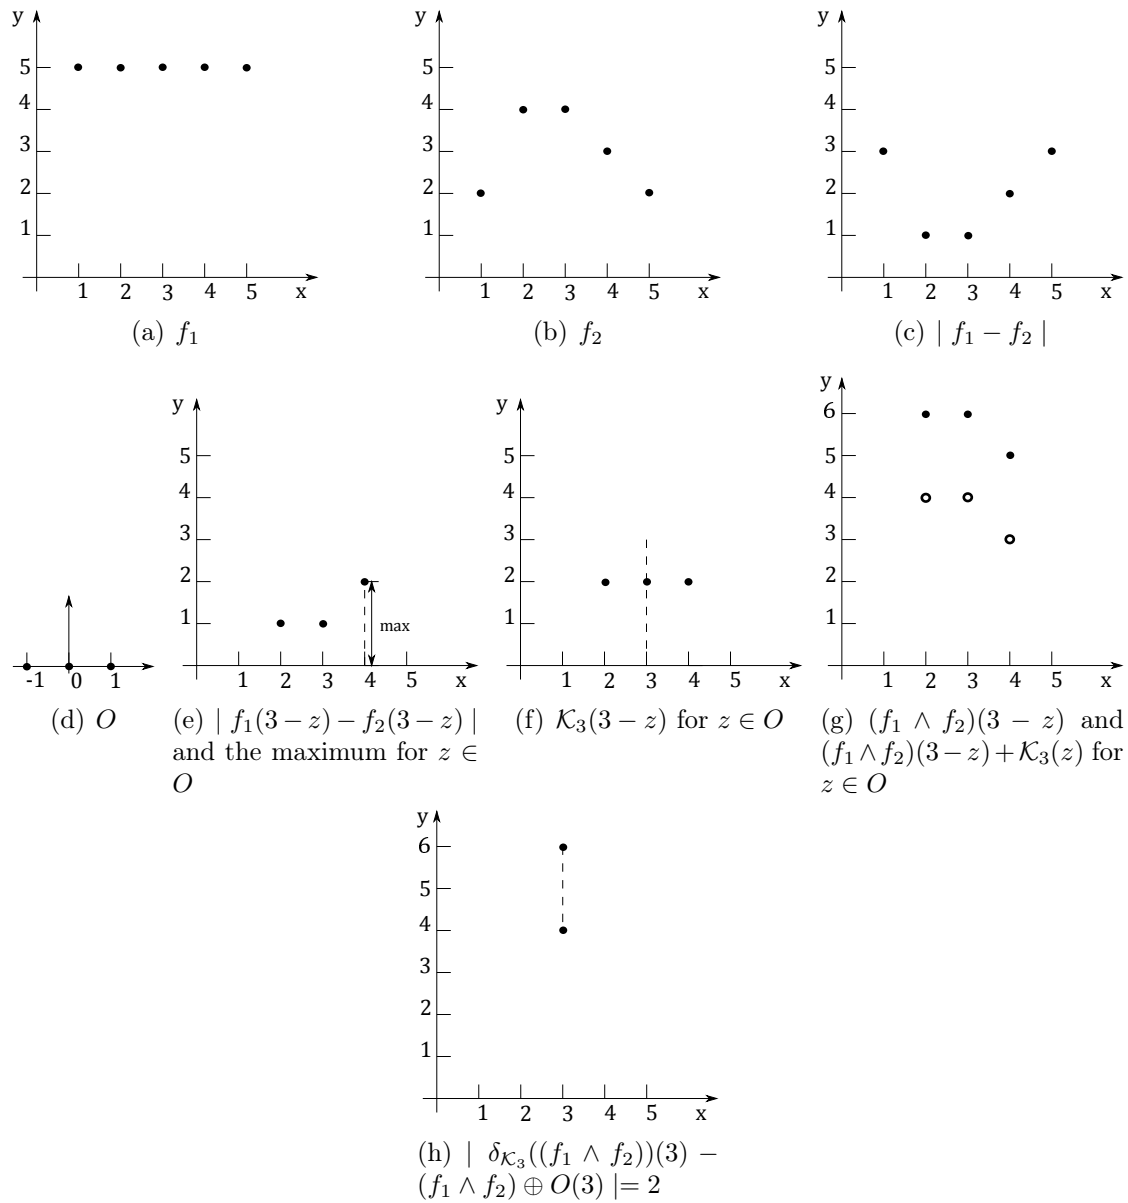 y
5
4
3
2
1
1 2 3 4 5 x
(a) f₁
y
5
4
3
2
1
1 2 3 4 5 x
(b) f₂
y
5
4
3
2
1
1 2 3 4 5 x
(c) | f₁ − f₂ |
-1 0 1
(d) O
y
5
4
3
2
1
max
1 2 3 4 5 x
(e) | f₁(3 − z) − f₂(3 − z) |
and the maximum for z ∈
O
y
5
4
3
2
1
1 2 3 4 5 x
(f) 𝒦₃(3 − z) for z ∈ O
y
6
5
4
3
2
1
1 2 3 4 5 x
(g) (f₁ ∧ f₂)(3 − z) and
(f₁ ∧ f₂)(3 − z) + 𝒦₃(z) for
z ∈ O
y
6
5
4
3
2
1
1 2 3 4 5 x
(h) | δ_𝒦₃((f₁ ∧ f₂))(3) −
(f₁ ∧ f₂) ⊕ O(3) |= 2